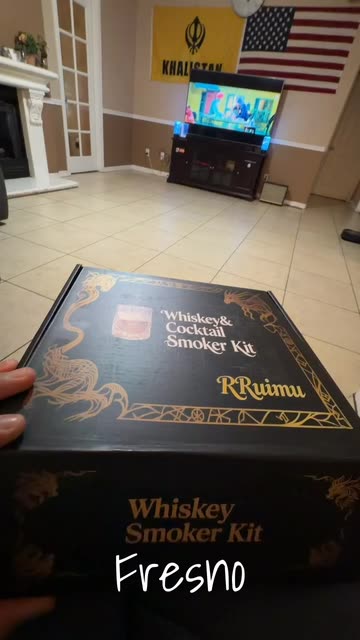 KHALISTAN
Whiskey&
Cocktail
Smoker Kit
RRuimu
Whiskey
Smoker Kit
Fresno